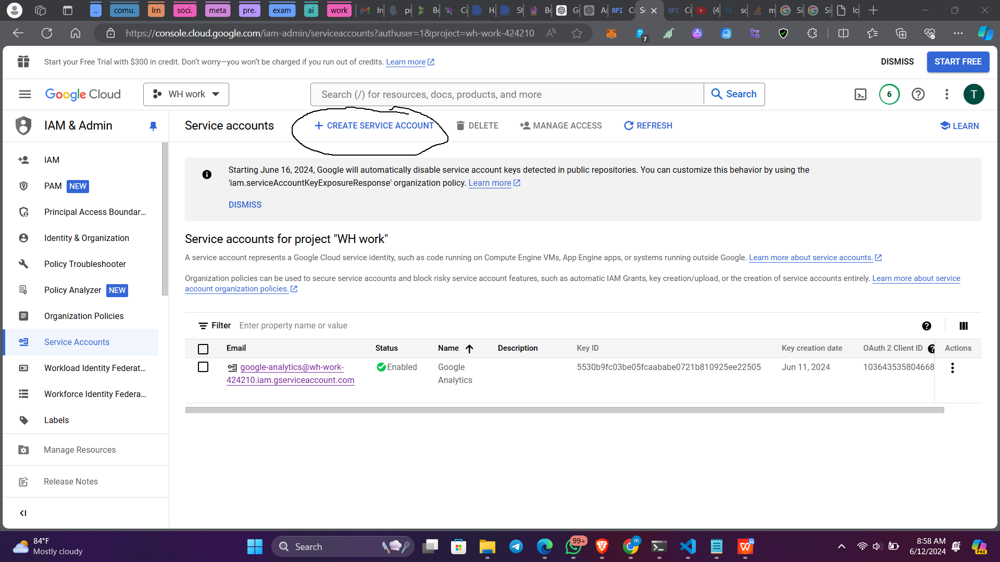 ..
comu.
lrn
soci.
meta
pre.
exam
ai
work
https://console.cloud.google.com/iam-admin/serviceaccounts?authuser=1&project=wh-work-424210
7
Start your Free Trial with $300 in credit. Don't worry—you won't be charged if you run out of credits. Learn more
DISMISS
START FREE
Google Cloud
WH work
Search (/) for resources, docs, products, and more
Search
6
T
IAM & Admin
Service accounts
CREATE SERVICE ACCOUNT
DELETE
MANAGE ACCESS
REFRESH
LEARN
IAM
PAM NEW
Principal Access Boundar...
Identity & Organization
Policy Troubleshooter
Policy Analyzer NEW
Organization Policies
Service Accounts
Workload Identity Federat...
Workforce Identity Federa...
Labels
Manage Resources
Release Notes
Starting June 16, 2024, Google will automatically disable service account keys detected in public repositories. You can customize this behavior by using the
'iam.serviceAccountKeyExposureResponse' organization policy. Learn more
DISMISS
Service accounts for project "WH work"
A service account represents a Google Cloud service identity, such as code running on Compute Engine VMs, App Engine apps, or systems running outside Google. Learn more about service accounts.
Organization policies can be used to secure service accounts and block risky service account features, such as automatic IAM Grants, key creation/upload, or the creation of service accounts entirely. Learn more about service
account organization policies.
Filter Enter property name or value
Email Status Name Description Key ID Key creation date OAuth 2 Client ID Actions
google-analytics@wh-work- Enabled Google 5530b9fc03be05fcaababe0721b810925ee22505 Jun 11, 2024 103643535804668
424210.iam.gserviceaccount.com Analytics
84°F
Mostly cloudy
Search
99+
m
8:58 AM
6/12/2024
PRE